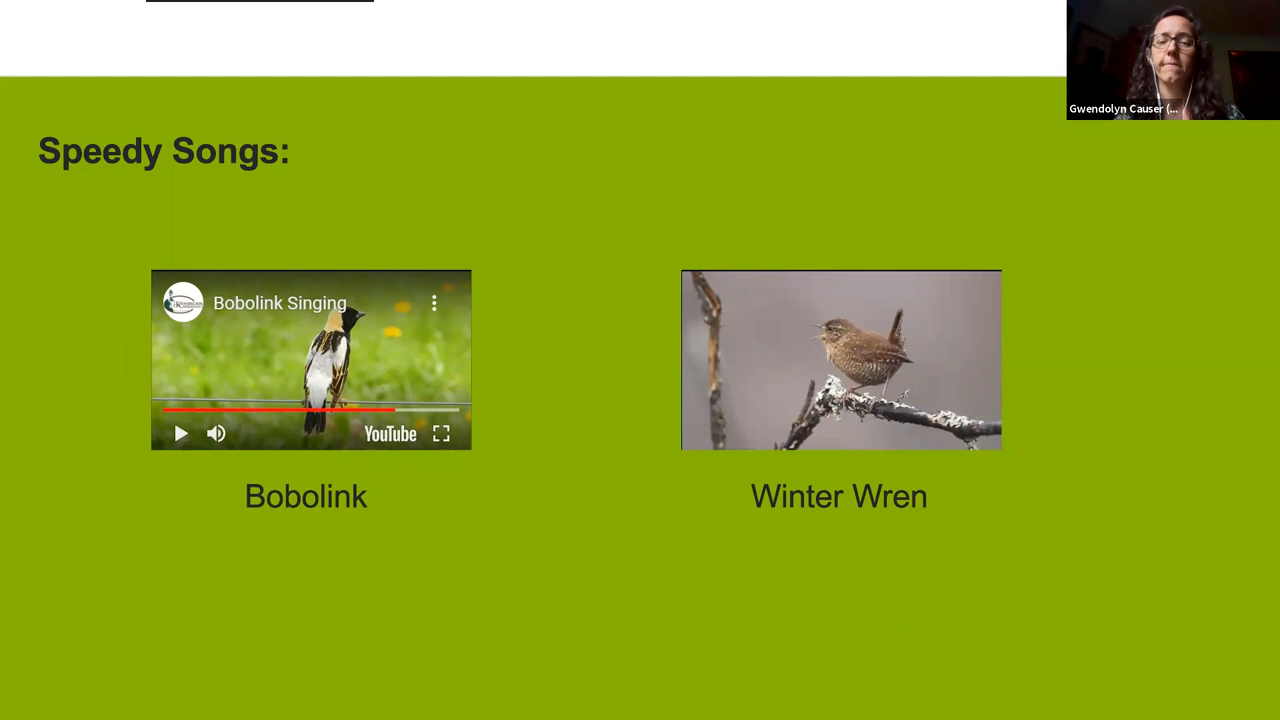 Gwendolyn Causer (...
Speedy Songs:
Bobolink Singing
YouTube
Bobolink
Winter Wren